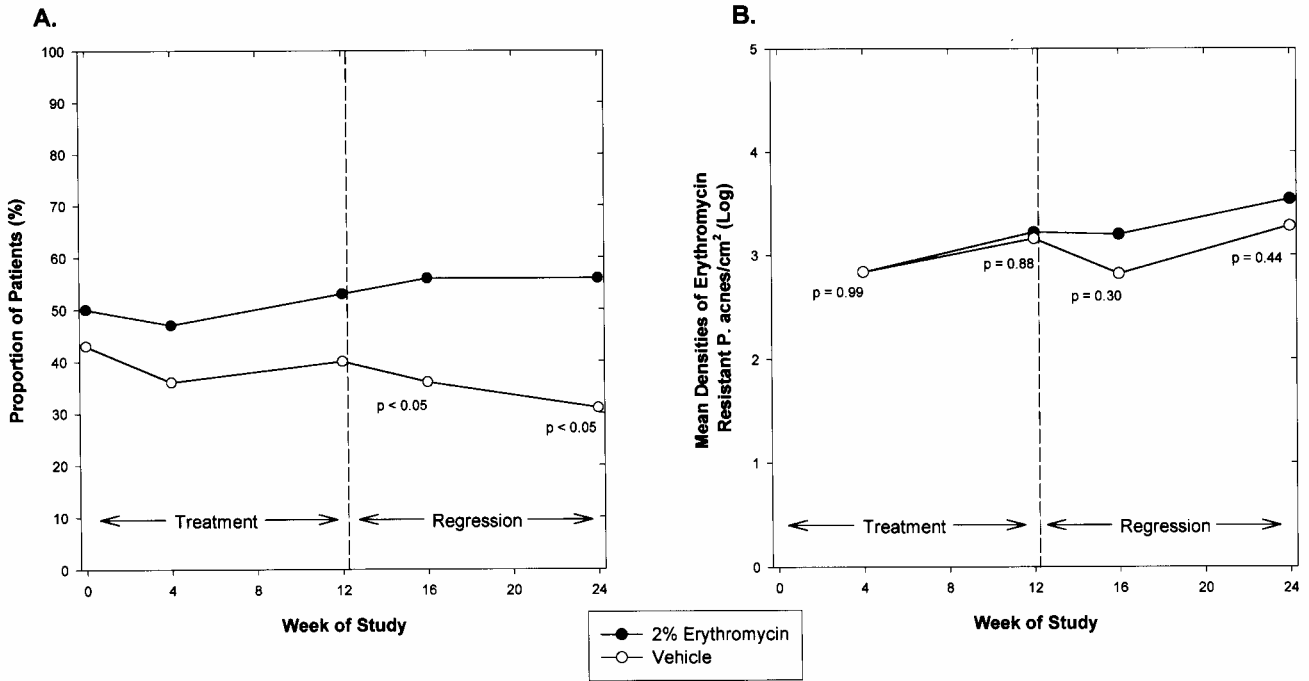 A.
100
90
80
70
60
50
40
30
20
10
0
Proportion of Patients (%)
p < 0.05
p < 0.05
Treatment
Regression
0 4 8 12 16 20 24
Week of Study
B.
5
4
3
2
1
0
Mean Densities of Erythromycin
Resistant P. acnes/cm² (Log)
p = 0.99
p = 0.88
p = 0.30
p = 0.44
Treatment
Regression
0 4 8 12 16 20 24
Week of Study
2% Erythromycin
Vehicle